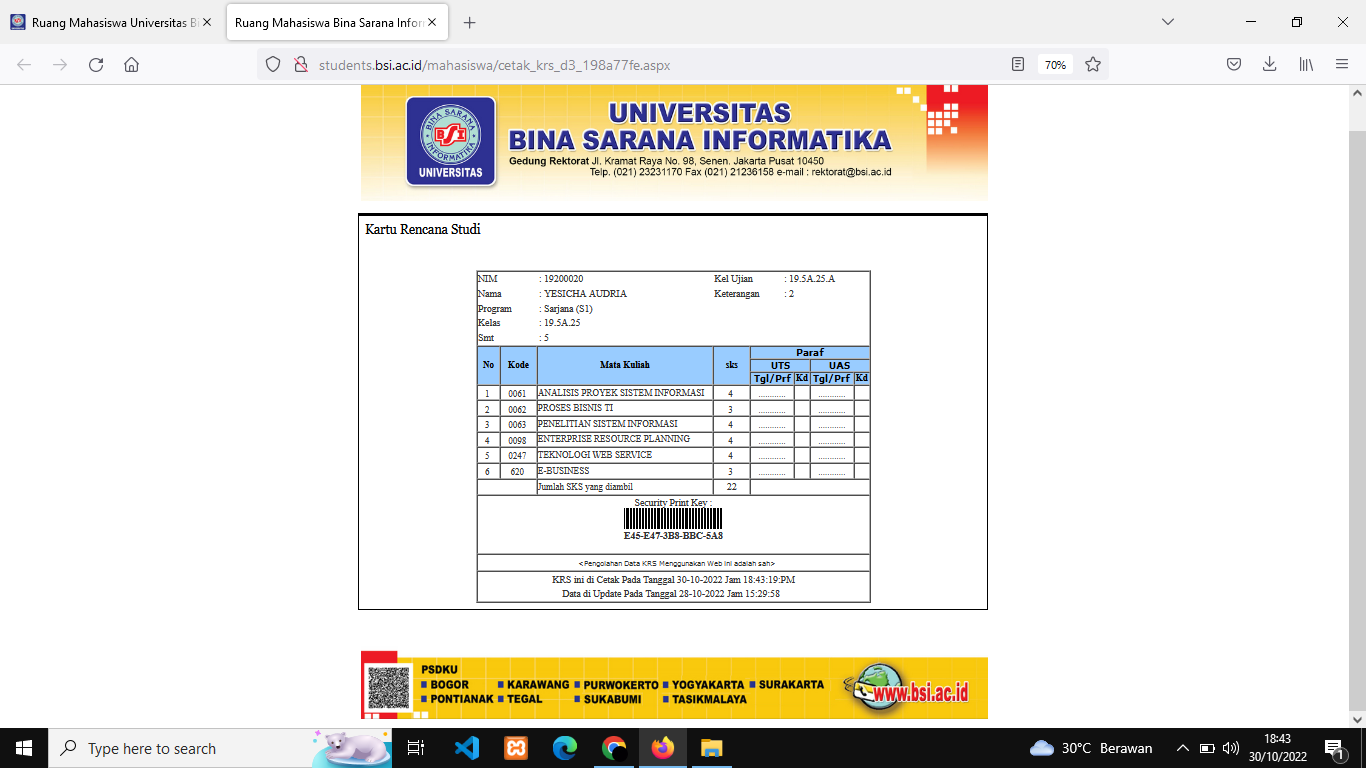 Ruang Mahasiswa Universitas Bi
Ruang Mahasiswa Bina Sarana Infor
students.bsi.ac.id/mahasiswa/cetak_krs_d3_198a77fe.aspx
70%
BINA SARANA
BSI
INFORMATIKA
UNIVERSITAS
UNIVERSITAS
BINA SARANA INFORMATIKA
Gedung Rektorat Jl. Kramat Raya No. 98, Senen. Jakarta Pusat 10450
Telp. (021) 23231170 Fax (021) 21236158 e-mail : rektorat@bsi.ac.id
Kartu Rencana Studi
NIM : 19200020 Kel Ujian : 19.5A.25.A
Nama : YESICHA AUDRIA Keterangan : 2
Program : Sarjana (S1)
Kelas : 19.5A.25
Smt : 5
No Kode Mata Kuliah sks Paraf
UTS UAS
Tgl/Prf Kd Tgl/Prf Kd
1 0061 ANALISIS PROYEK SISTEM INFORMASI 4 ............ ............
2 0062 PROSES BISNIS TI 3 ............ ............
3 0063 PENELITIAN SISTEM INFORMASI 4 ............ ............
4 0098 ENTERPRISE RESOURCE PLANNING 4 ............ ............
5 0247 TEKNOLOGI WEB SERVICE 4 ............ ............
6 620 E-BUSINESS 3 ............ ............
Jumlah SKS yang diambil 22
Security Print Key :
E45-E47-3B8-BBC-5A8
<Pengolahan Data KRS Menggunakan Web Ini adalah sah>
KRS ini di Cetak Pada Tanggal 30-10-2022 Jam 18:43:19:PM
Data di Update Pada Tanggal 28-10-2022 Jam 15:29:58
PSDKU
BOGOR KARAWANG PURWOKERTO YOGYAKARTA SURAKARTA
PONTIANAK TEGAL SUKABUMI TASIKMALAYA
www.bsi.ac.id
Type here to search
30°C Berawan
18:43
30/10/2022
1